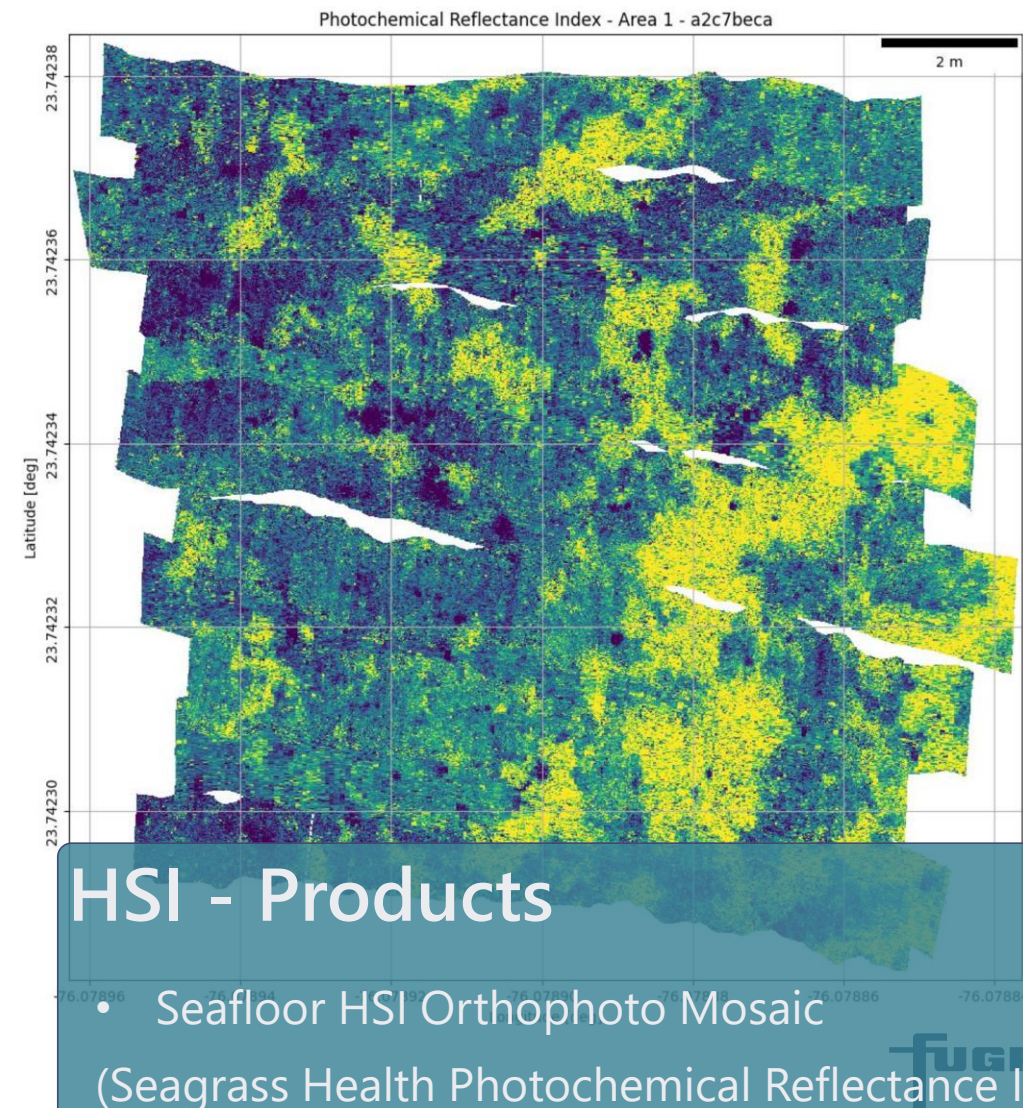 Photochemical Reflectance Index - Area 1 - a2c7beca
2 m
23.74238
23.74236
23.74234
23.74232
23.74230
Latitude [deg]
HSI - Products
-76.07896
• Seafloor HSI Orthophoto Mosaic
-76.07886
(Seagrass Health Photochemical Reflectance